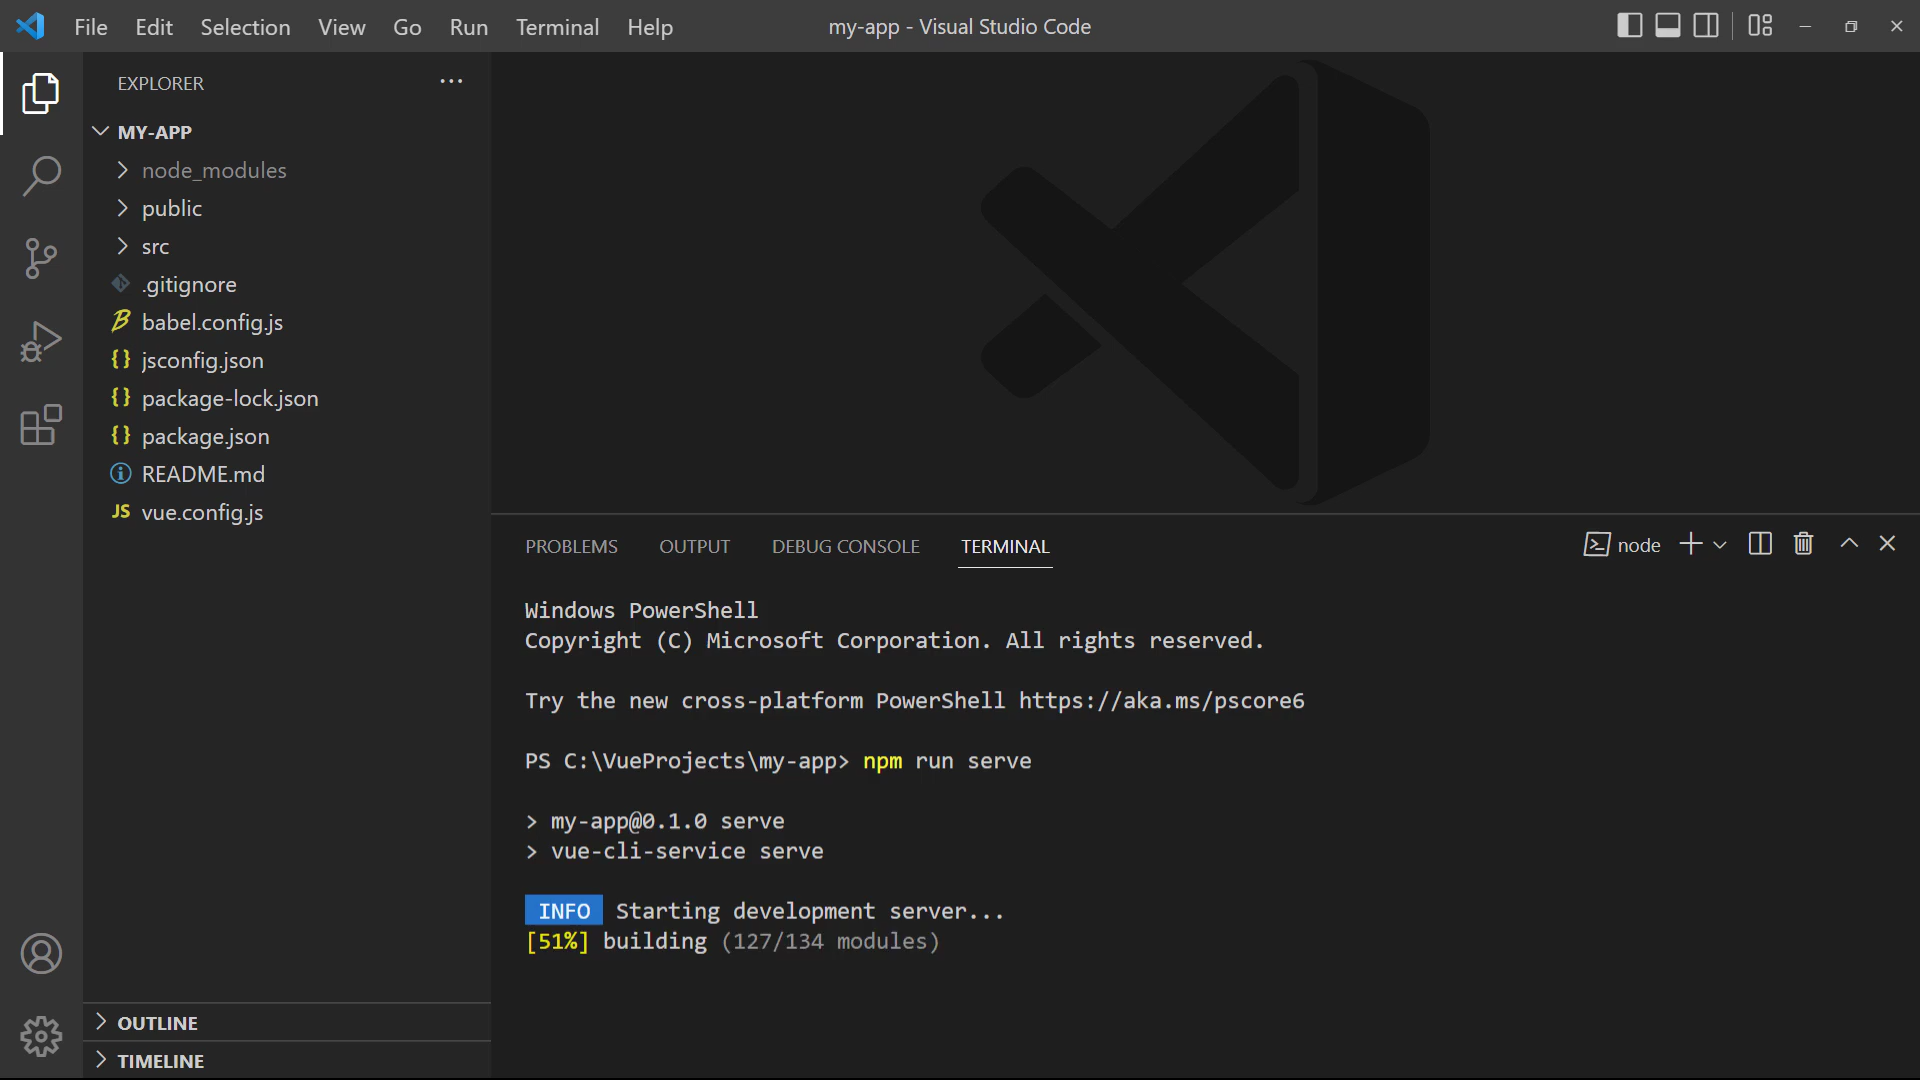 File Edit Selection View Go Run Terminal Help
my-app - Visual Studio Code
EXPLORER
MY-APP
node_modules
public
src
.gitignore
babel.config.js
jsconfig.json
package-lock.json
package.json
README.md
JS vue.config.js
OUTLINE
TIMELINE
PROBLEMS OUTPUT DEBUG CONSOLE TERMINAL
node
Windows PowerShell
Copyright (C) Microsoft Corporation. All rights reserved.
Try the new cross-platform PowerShell https://aka.ms/pscore6
PS C:\VueProjects\my-app> npm run serve
> my-app@0.1.0 serve
> vue-cli-service serve
INFO Starting development server...
[51%] building (127/134 modules)